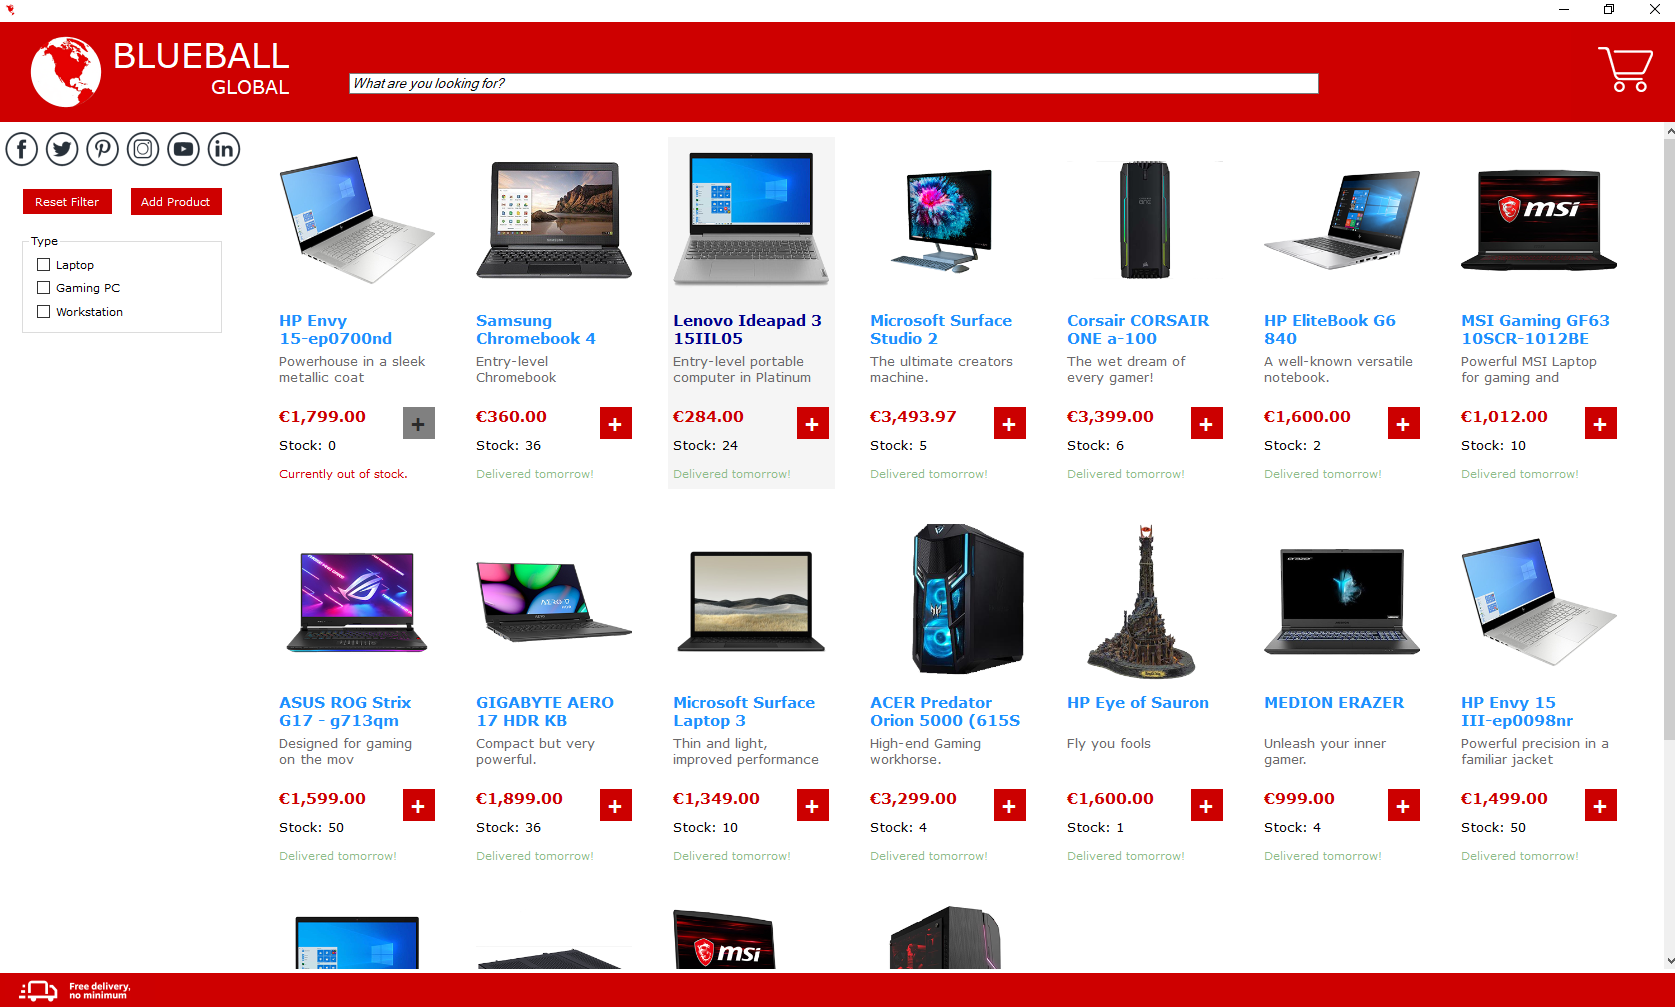 BLUEBALL
GLOBAL
What are you looking for?
Reset Filter
Add Product
Type
Laptop
Gaming PC
Workstation
HP Envy
15-ep0700nd
Powerhouse in a sleek
metallic coat
€1,799.00
+
Stock: 0
Currently out of stock.
Samsung
Chromebook 4
Entry-level
Chromebook
€360.00
+
Stock: 36
Delivered tomorrow!
Lenovo Ideapad 3
15IIL05
Entry-level portable
computer in Platinum
€284.00
+
Stock: 24
Delivered tomorrow!
Microsoft Surface
Studio 2
The ultimate creators
machine.
€3,493.97
+
Stock: 5
Delivered tomorrow!
Corsair CORSAIR
ONE a-100
The wet dream of
every gamer!
€3,399.00
+
Stock: 6
Delivered tomorrow!
HP EliteBook G6
840
A well-known versatile
notebook.
€1,600.00
+
Stock: 2
Delivered tomorrow!
msi
MSI Gaming GF63
10SCR-1012BE
Powerful MSI Laptop
for gaming and
€1,012.00
+
Stock: 10
Delivered tomorrow!
ASUS ROG Strix
G17 - g713qm
Designed for gaming
on the mov
€1,599.00
+
Stock: 50
Delivered tomorrow!
GIGABYTE AERO
17 HDR KB
Compact but very
powerful.
€1,899.00
+
Stock: 36
Delivered tomorrow!
Microsoft Surface
Laptop 3
Thin and light,
improved performance
€1,349.00
+
Stock: 10
Delivered tomorrow!
ACER Predator
Orion 5000 (615S
High-end Gaming
workhorse.
€3,299.00
+
Stock: 4
Delivered tomorrow!
HP Eye of Sauron
Fly you fools
€1,600.00
+
Stock: 1
Delivered tomorrow!
MEDION ERAZER
Unleash your inner
gamer.
€999.00
+
Stock: 4
Delivered tomorrow!
HP Envy 15
III-ep0098nr
Powerful precision in a
familiar jacket
€1,499.00
+
Stock: 50
Delivered tomorrow!
msi
Free delivery,
no minimum